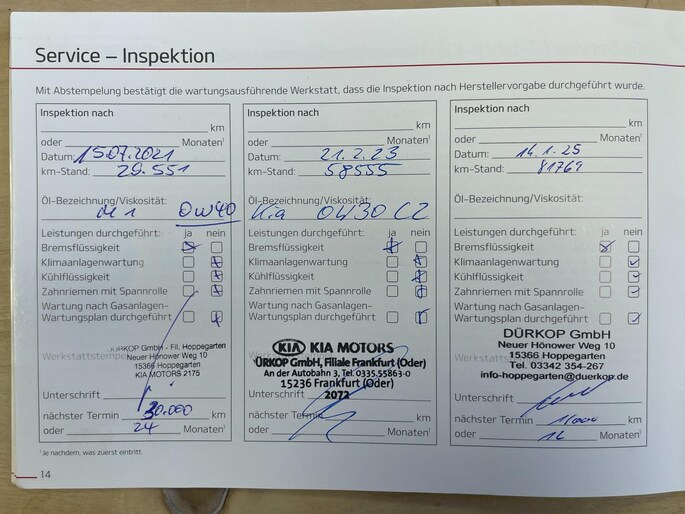 Service – Inspektion
Mit Abstempelung bestätigt die wartungsausführende Werkstatt, dass die Inspektion nach Herstellervorgabe durchgeführt wurde.
Inspektion nach
km
oder Monaten¹
Datum: 15.07.2021
km-Stand: 29.551
Öl-Bezeichnung/Viskosität:
M 1 0W40
Leistungen durchgeführt: ja nein
Bremsflüssigkeit
Klimaanlagenwartung
Kühlflüssigkeit
Zahnriemen mit Spannrolle
Wartung nach Gasanlagen-
Wartungsplan durchgeführt
DÜRKOP GmbH - Fil. Hoppegarten
Neuer Hönower Weg 10
Werkstattstempel
15366 Hoppegarten
KIA MOTORS 2175
Unterschrift
nächster Termin 30.000 km
oder 24 Monaten¹
Inspektion nach
km
oder Monaten¹
Datum: 21.2.23
km-Stand: 58555
Öl-Bezeichnung/Viskosität:
Kia 0W30 C2
Leistungen durchgeführt: ja nein
Bremsflüssigkeit
Klimaanlagenwartung
Kühlflüssigkeit
Zahnriemen mit Spannrolle
Wartung nach Gasanlagen-
Wartungsplan durchgeführt
KIA KIA MOTORS
DÜRKOP GmbH, Filiale Frankfurt (Oder)
An der Autobahn 3, Tel. 0335.55863-0
15236 Frankfurt (Oder)
2072
Unterschrift
nächster Termin km
oder Monaten¹
Inspektion nach
km
oder Monaten¹
Datum: 14.1.25
km-Stand: 81769
Öl-Bezeichnung/Viskosität:
Leistungen durchgeführt: ja nein
Bremsflüssigkeit
Klimaanlagenwartung
Kühlflüssigkeit
Zahnriemen mit Spannrolle
Wartung nach Gasanlagen-
Wartungsplan durchgeführt
DÜRKOP GmbH
Neuer Hönower Weg 10
15366 Hoppegarten
Tel. 03342 354-267
info-hoppegarten@duerkop.de
Unterschrift
nächster Termin km
oder Monaten¹
¹ Je nachdem, was zuerst eintritt.
14